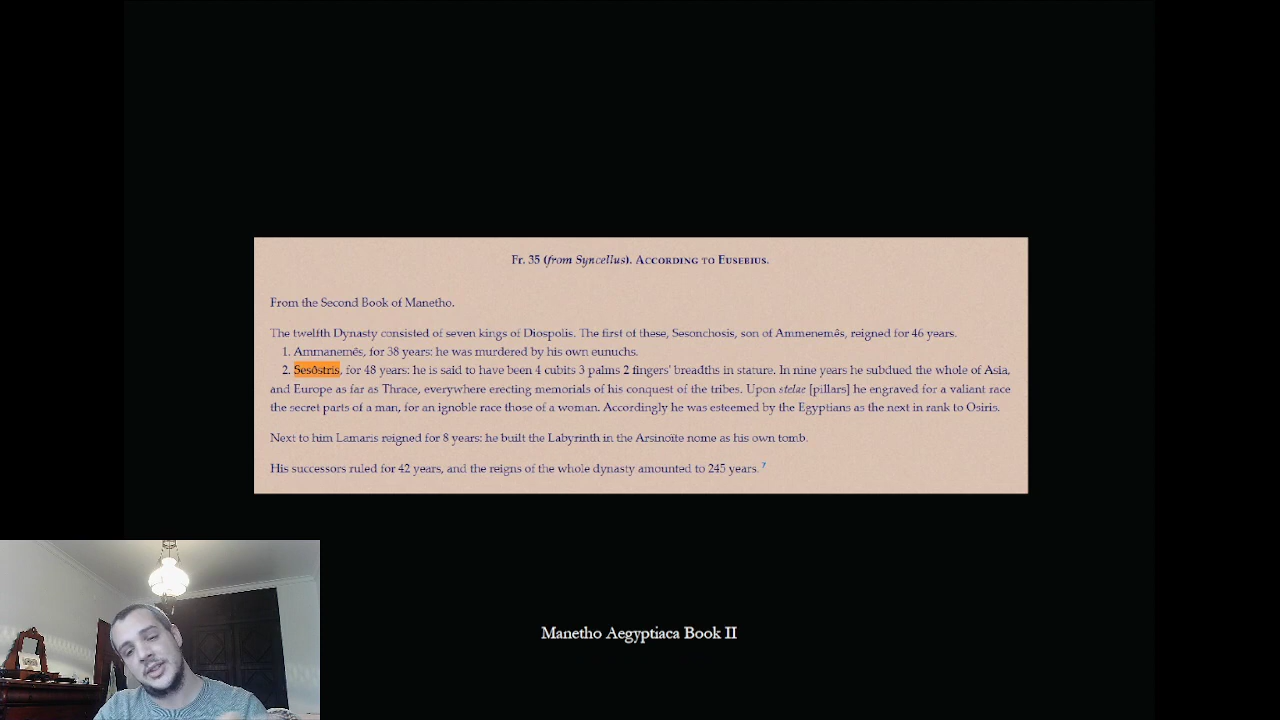 Fr. 35 (from Syncellus). According to Eusebius.
From the Second Book of Manetho.
The twelfth Dynasty consisted of seven kings of Diospolis. The first of these, Sesonchosis, son of Ammenemês, reigned for 46 years.
1. Ammanemês, for 38 years: he was murdered by his own eunuchs.
2. Sesôstris, for 48 years: he is said to have been 4 cubits 3 palms 2 fingers' breadths in stature. In nine years he subdued the whole of Asia,
and Europe as far as Thrace, everywhere erecting memorials of his conquest of the tribes. Upon stelae [pillars] he engraved for a valiant race
the secret parts of a man, for an ignoble race those of a woman. Accordingly he was esteemed by the Egyptians as the next in rank to Osiris.
Next to him Lamaris reigned for 8 years: he built the Labyrinth in the Arsinoïte nome as his own tomb.
His successors ruled for 42 years, and the reigns of the whole dynasty amounted to 245 years. 7
Manetho Aegyptiaca Book II